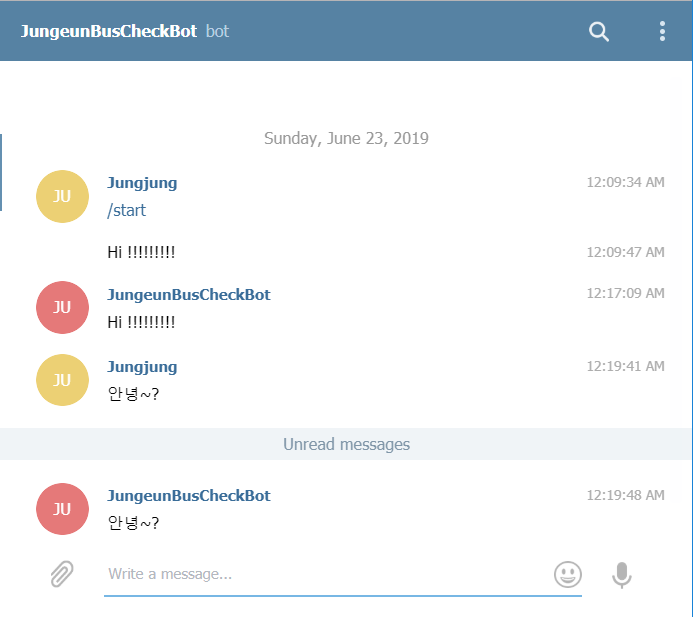 JungeunBusCheckBot bot
Sunday, June 23, 2019
JU
Jungjung 12:09:34 AM
/start
Hi !!!!!!!!! 12:09:47 AM
JU
JungeunBusCheckBot 12:17:09 AM
Hi !!!!!!!!!
JU
Jungjung 12:19:41 AM
안녕~?
Unread messages
JU
JungeunBusCheckBot 12:19:48 AM
안녕~?
Write a message...